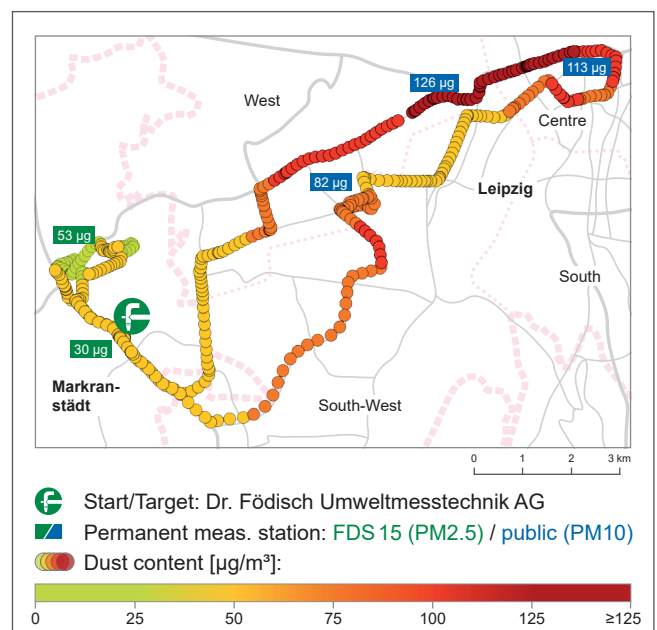 126 µg
113 µg
West
Centre
82 µg
Leipzig
53 µg
South
30 µg
Markran-
städt
South-West
0 1 2 3 km
Start/Target: Dr. Födisch Umweltmesstechnik AG
Permanent meas. station: FDS 15 (PM2.5) / public (PM10)
Dust content [µg/m³]:
0 25 50 75 100 125 ≥125